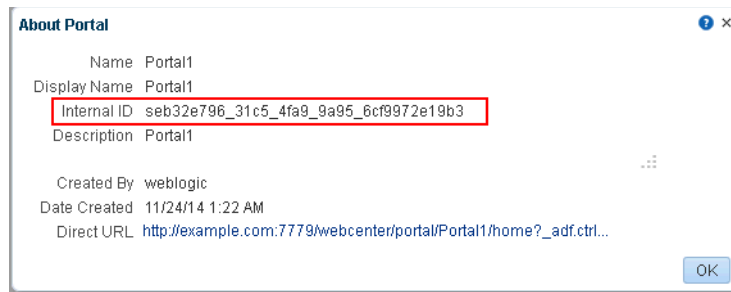 About Portal
Name Portal1
Display Name Portal1
Internal ID seb32e796_31c5_4fa9_9a95_6cf9972e19b3
Description Portal1
Created By weblogic
Date Created 11/24/14 1:22 AM
Direct URL http://example.com:7779/webcenter/portal/Portal1/home?_adf.ctrl...
OK